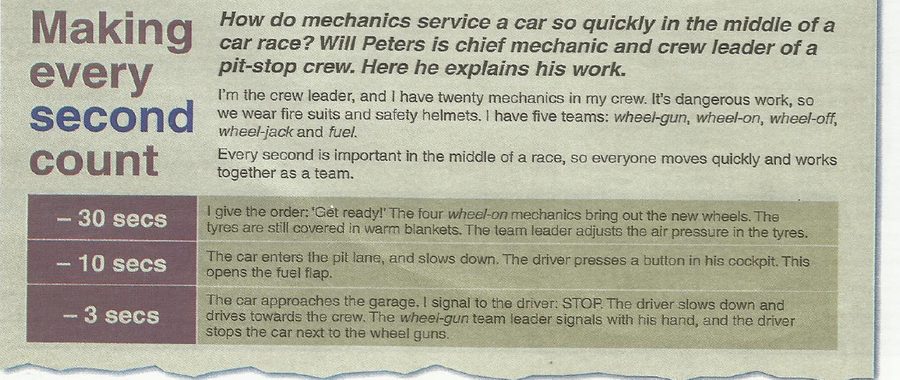 Making
every
second
count
How do mechanics service a car so quickly in the middle of a
car race? Will Peters is chief mechanic and crew leader of a
pit-stop crew. Here he explains his work.
I'm the crew leader, and I have twenty mechanics in my crew. It's dangerous work, so
we wear fire suits and safety helmets. I have five teams: wheel-gun, wheel-on, wheel-off,
wheel-jack and fuel.
Every second is important in the middle of a race, so everyone moves quickly and works
together as a team.
– 30 secs
I give the order: 'Get ready!' The four wheel-on mechanics bring out the new wheels. The
tyres are still covered in warm blankets. The team leader adjusts the air pressure in the tyres.
– 10 secs
The car enters the pit lane, and slows down. The driver presses a button in his cockpit. This
opens the fuel flap.
– 3 secs
The car approaches the garage. I signal to the driver: STOP. The driver slows down and
drives towards the crew. The wheel-gun team leader signals with his hand, and the driver
stops the car next to the wheel guns.